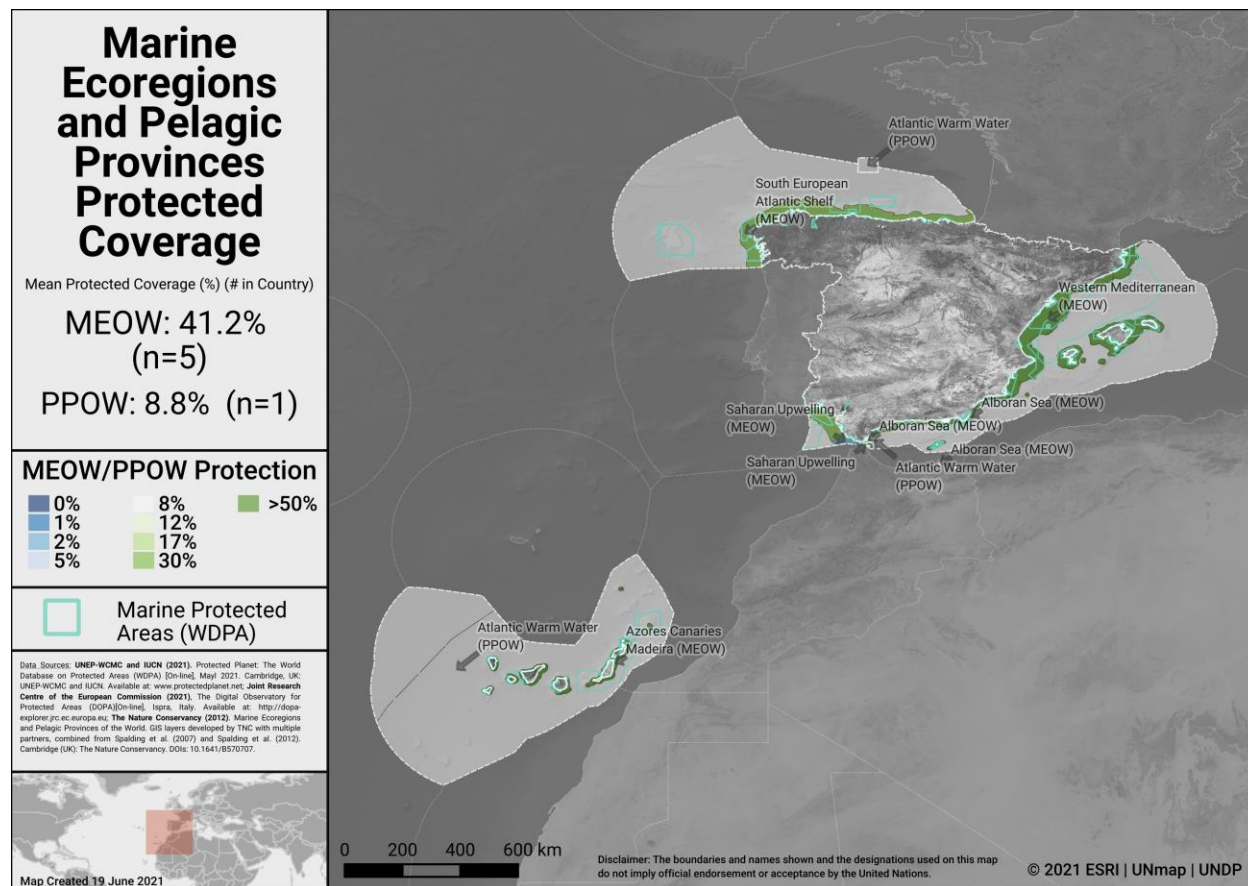 Marine
Ecoregions
and Pelagic
Provinces
Protected
Coverage
Mean Protected Coverage (%) (# in Country)
MEOW: 41.2%
(n=5)
PPOW: 8.8% (n=1)
MEOW/PPOW Protection
0%
1%
2%
5%
8%
12%
17%
30%
>50%
Marine Protected
Areas (WDPA)
Data Sources: UNEP-WCMC and IUCN (2021). Protected Planet: The World
Database on Protected Areas (WDPA) [On-line], Mayl 2021. Cambridge, UK:
UNEP-WCMC and IUCN. Available at: www.protectedplanet.net; Joint Research
Centre of the European Commission (2021), The Digital Observatory for
Protected Areas (DOPA)[On-line], Ispra, Italy. Available at: http://dopa-
explorer.jrc.ec.europa.eu; The Nature Conservancy (2012). Marine Ecoregions
and Pelagic Provinces of the World. GIS layers developed by TNC with multiple
partners, combined from Spalding et al. (2007) and Spalding et al. (2012).
Cambridge (UK): The Nature Conservancy. DOIs: 10.1641/B570707.
Map Created 19 June 2021
Atlantic Warm Water
(PPOW)
South European
Atlantic Shelf
(MEOW)
Western Mediterranean
(MEOW)
Saharan Upwelling
(MEOW)
Alboran Sea (MEOW)
Alboran Sea (MEOW)
Alboran Sea (MEOW)
Saharan Upwelling
(MEOW)
Atlantic Warm Water
(PPOW)
Atlantic Warm Water
(PPOW)
Azores Canaries
Madeira (MEOW)
0 200 400 600 km
Disclaimer: The boundaries and names shown and the designations used on this map
do not imply official endorsement or acceptance by the United Nations.
© 2021 ESRI | UNmap | UNDP